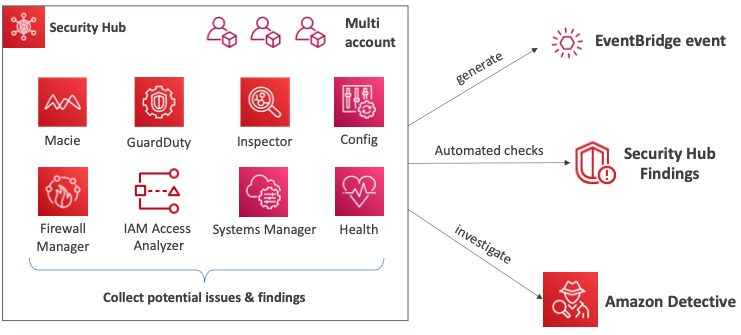 Security Hub
Multi
account
Macie
GuardDuty
Inspector
Config
Firewall
Manager
IAM Access
Analyzer
Systems Manager
Health
Collect potential issues & findings
generate
EventBridge event
Automated checks
Security Hub
Findings
investigate
Amazon Detective